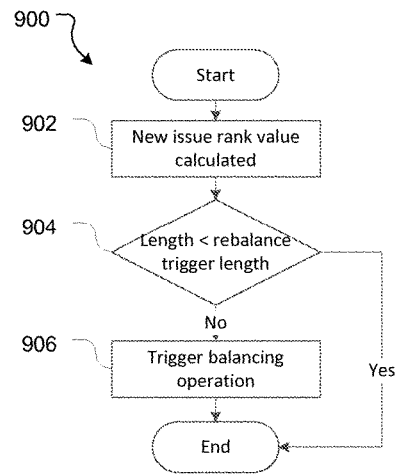 900
Start
902
New issue rank value
calculated
904
Length < rebalance
trigger length
No
906
Trigger balancing
operation
Yes
End